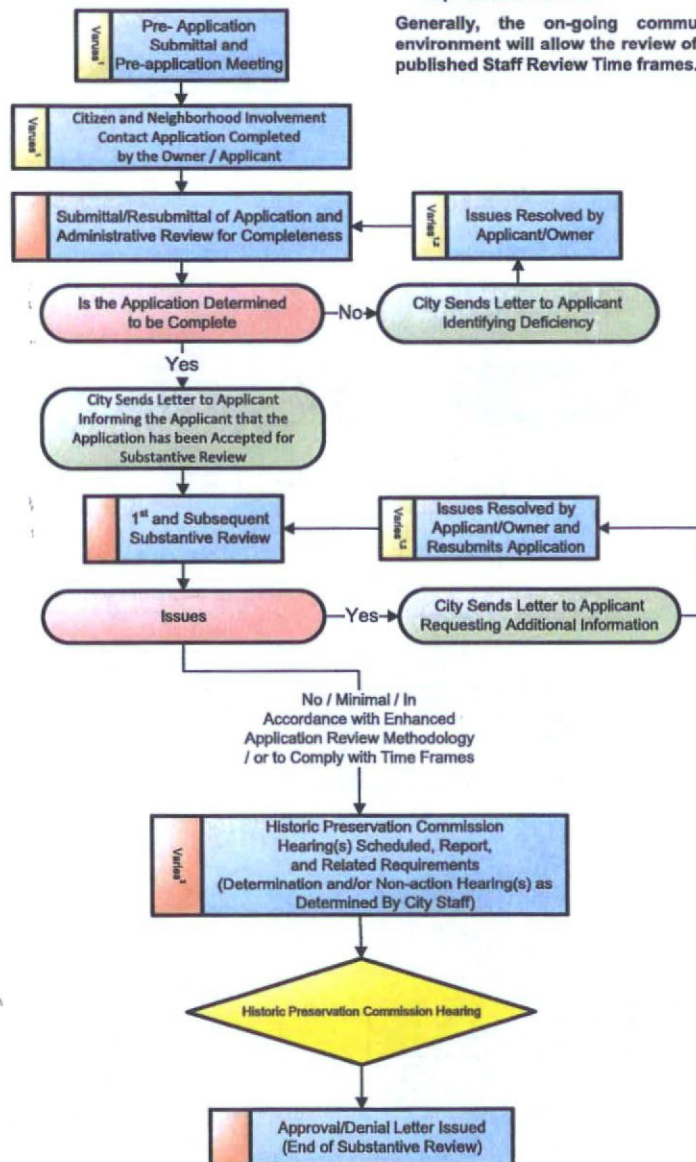 Generally, the on-going commu
environment will allow the review of
published Staff Review Time frames.
Varies¹
Pre- Application
Submittal and
Pre-application Meeting
Varies¹
Citizen and Neighborhood Involvement
Contact Application Completed
by the Owner / Applicant
Submittal/Resubmittal of Application and
Administrative Review for Completeness
Varies¹,²
Issues Resolved by
Applicant/Owner
Is the Application Determined
to be Complete
No
City Sends Letter to Applicant
Identifying Deficiency
Yes
City Sends Letter to Applicant
Informing the Applicant that the
Application has been Accepted for
Substantive Review
1st and Subsequent
Substantive Review
Varies¹,²
Issues Resolved by
Applicant/Owner and
Resubmits Application
Issues
Yes
City Sends Letter to Applicant
Requesting Additional Information
No / Minimal / In
Accordance with Enhanced
Application Review Methodology
/ or to Comply with Time Frames
Varies³
Historic Preservation Commission
Hearing(s) Scheduled, Report,
and Related Requirements
(Determination and/or Non-action Hearing(s) as
Determined By City Staff)
Historic Preservation Commission Hearing
Approval/Denial Letter Issued
(End of Substantive Review)